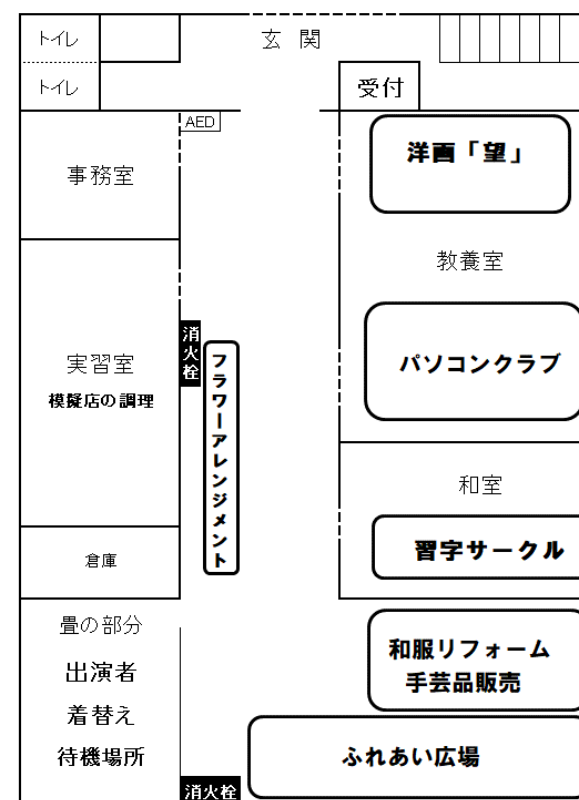 トイレ
玄関
トイレ
受付
AED
洋画「望」
事務室
教養室
消火栓
フラワーアレンジメント
実習室
模擬店の調理
パソコンクラブ
和室
習字サークル
倉庫
畳の部分
出演者
着替え
待機場所
和服リフォーム
手芸品販売
ふれあい広場
消火栓